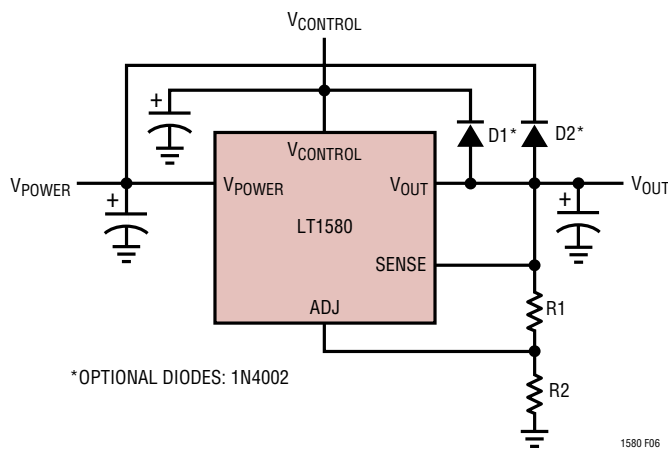 VCONTROL
+
D1* D2*
VCONTROL
VPOWER VPOWER VOUT VOUT
+ +
LT1580
SENSE
R1
ADJ
*OPTIONAL DIODES: 1N4002
R2
1580 F06